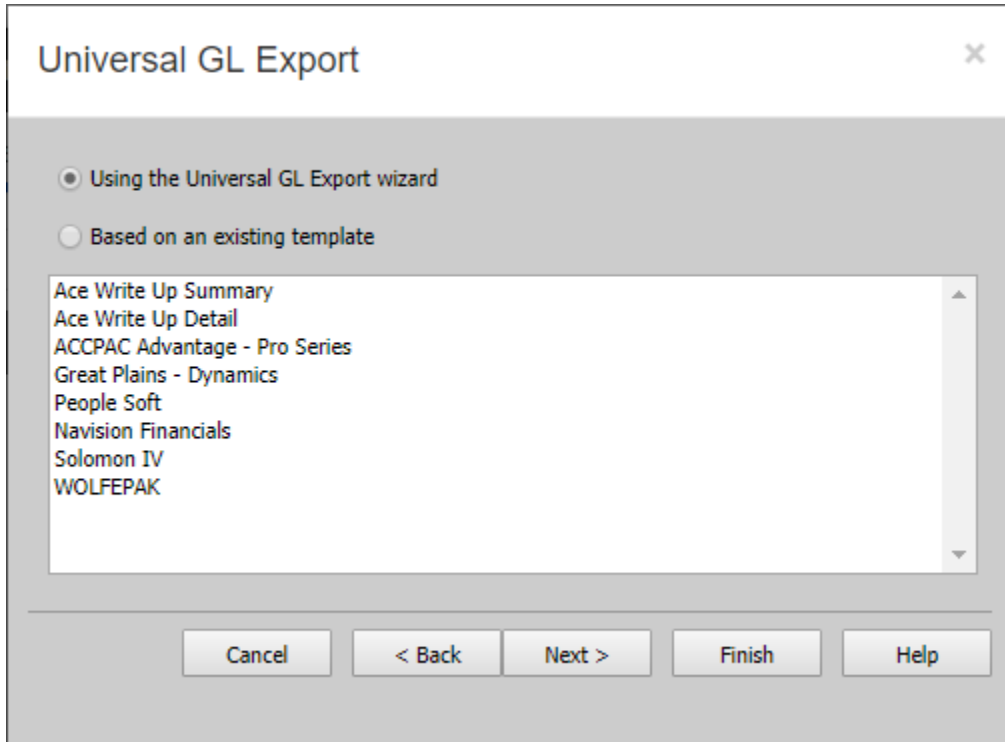 Universal GL Export
Using the Universal GL Export wizard
Based on an existing template
Ace Write Up Summary
Ace Write Up Detail
ACCPAC Advantage - Pro Series
Great Plains - Dynamics
People Soft
Navision Financials
Solomon IV
WOLFEPAK
Cancel < Back Next > Finish Help